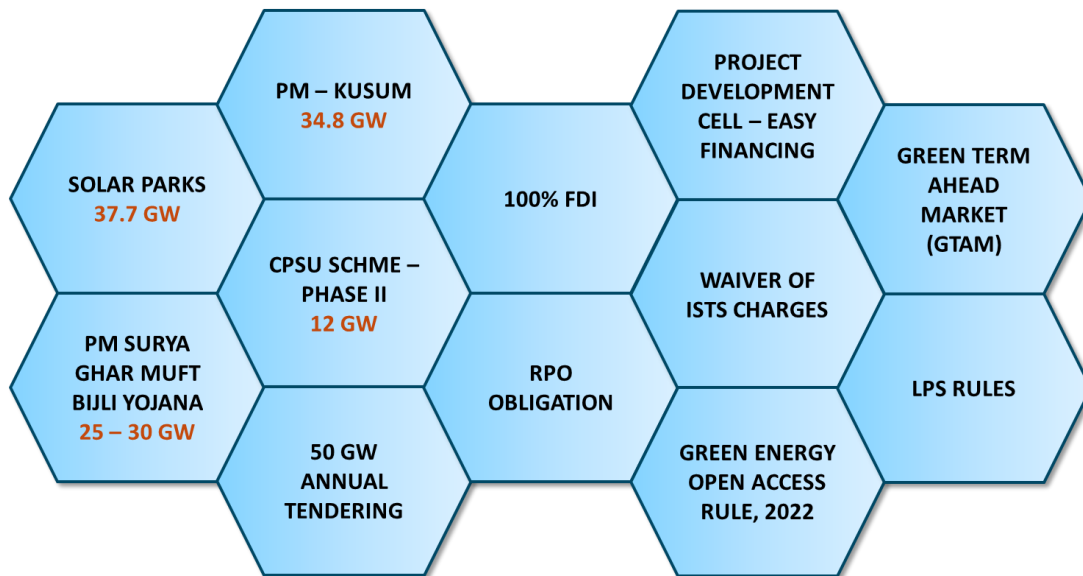 SOLAR PARKS
37.7 GW
PM SURYA
GHAR MUFT
BIJLI YOJANA
25 – 30 GW
PM – KUSUM
34.8 GW
CPSU SCHME –
PHASE II
12 GW
50 GW
ANNUAL
TENDERING
100% FDI
RPO
OBLIGATION
PROJECT
DEVELOPMENT
CELL – EASY
FINANCING
WAIVER OF
ISTS CHARGES
GREEN ENERGY
OPEN ACCESS
RULE, 2022
GREEN TERM
AHEAD
MARKET
(GTAM)
LPS RULES